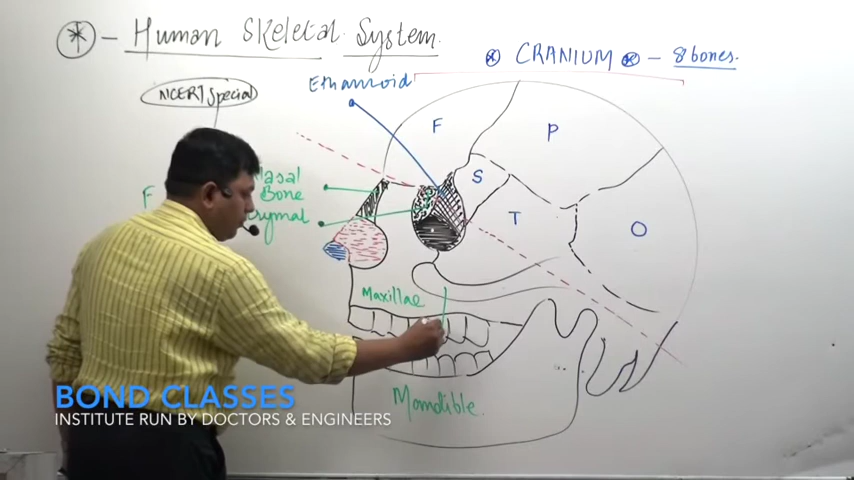 * - Human Skeletal System.
* CRANIUM * - 8 bones.
NCERT Special
Ethamoid
F
P
S
T
O
Nasal
Bone
F
Maxillae
Mandible.
BOND CLASSES
INSTITUTE RUN BY DOCTORS & ENGINEERS